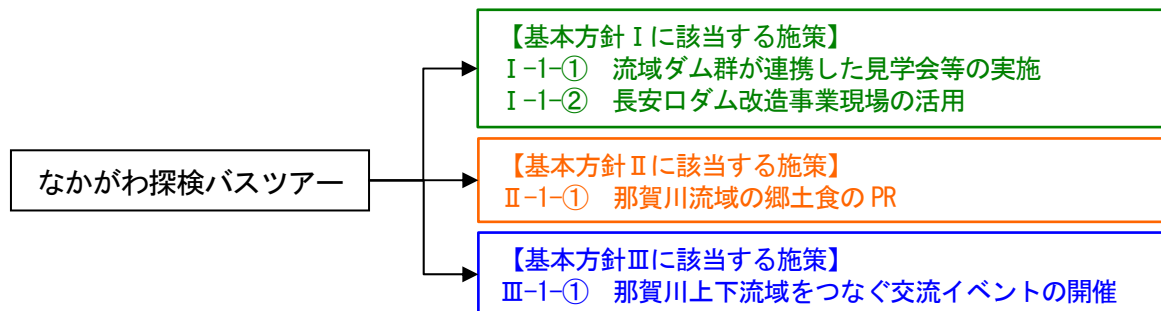 なかがわ探検バスツアー
【基本方針Ⅰに該当する施策】
Ⅰ-1-① 流域ダム群が連携した見学会等の実施
Ⅰ-1-② 長安口ダム改造事業現場の活用
【基本方針Ⅱに該当する施策】
Ⅱ-1-① 那賀川流域の郷土食の PR
【基本方針Ⅲに該当する施策】
Ⅲ-1-① 那賀川上下流域をつなぐ交流イベントの開催